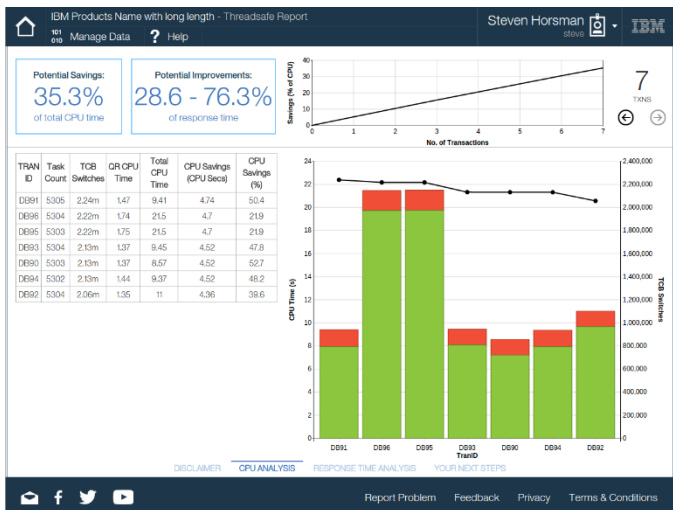 IBM Products Name with long length - Threadsafe Report
101
010 Manage Data ? Help
Steven Horsman
steve
IBM
Potential Savings:
35.3%
of total CPU time
Potential Improvements:
28.6 - 76.3%
of response time
Savings (% of CPU)
40
30
20
10
0
0 1 2 3 4 5 6 7
No. of Transactions
7
TXNS
TRAN ID Task Count TCB Switches QR CPU Time Total CPU Time CPU Savings (CPU Secs) CPU Savings (%)
DB91 5305 2.24m 1.47 9.41 4.74 50.4
DB96 5304 2.22m 1.74 21.5 4.7 21.9
DB95 5303 2.22m 1.75 21.5 4.7 21.9
DB93 5304 2.13m 1.37 9.45 4.52 47.8
DB90 5303 2.13m 1.37 8.57 4.52 52.7
DB94 5302 2.13m 1.44 9.37 4.52 48.2
DB92 5304 2.06m 1.35 11 4.36 39.6
CPU Time (s)
24
22
20
18
16
14
12
10
8
6
4
2
0
2,400,000
2,200,000
2,000,000
1,800,000
1,600,000
1,400,000
1,200,000
1,000,000
800,000
600,000
400,000
200,000
0
TCB Switches
DB91 DB96 DB95 DB93 DB90 DB94 DB92
TranID
DISCLAIMER CPU ANALYSIS RESPONSE TIME ANALYSIS YOUR NEXT STEPS
f
Report Problem Feedback Privacy Terms & Conditions